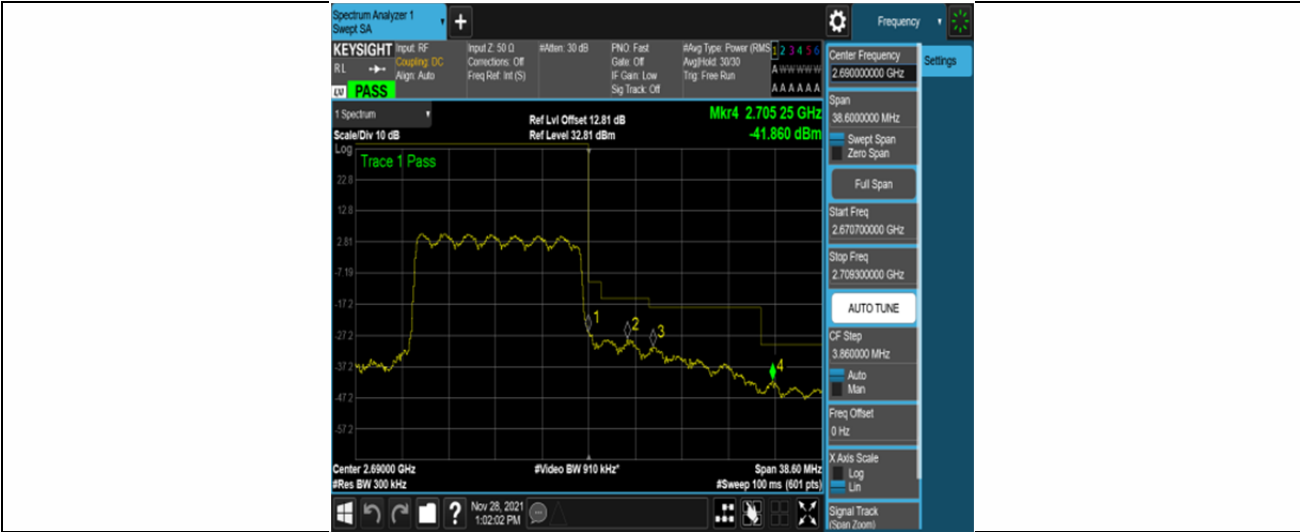 Spectrum Analyzer 1
Swept SA
Frequency
KEYSIGHT
RL
PASS
Input: RF
Coupling: DC
Align: Auto
Input Z: 50 Ω
Corrections: Off
Freq Ref: Int (S)
#Atten: 30 dB
PNO: Fast
Gate: Off
IF Gain: Low
Sig Track: Off
#Avg Type: Power (RMS
Avg|Hold: 30/30
Trig: Free Run
1 2 3 4 5 6
A W W W W W
A A A A A A
1 Spectrum
Scale/Div 10 dB
Ref Lvl Offset 12.81 dB
Ref Level 32.81 dBm
Mkr4 2.705 25 GHz
-41.860 dBm
Log
Trace 1 Pass
22.8
12.8
2.81
-7.19
-17.2
-27.2
-37.2
-47.2
-57.2
1
2
3
4
Center 2.69000 GHz
#Res BW 300 kHz
#Video BW 910 kHz*
Span 38.60 MHz
#Sweep 100 ms (601 pts)
Center Frequency
2.690000000 GHz
Settings
Span
38.6000000 MHz
Swept Span
Zero Span
Full Span
Start Freq
2.670700000 GHz
Stop Freq
2.709300000 GHz
AUTO TUNE
CF Step
3.860000 MHz
Auto
Man
Freq Offset
0 Hz
X Axis Scale
Log
Lin
Signal Track
(Span Zoom)
?
Nov 28, 2021
1:02:02 PM